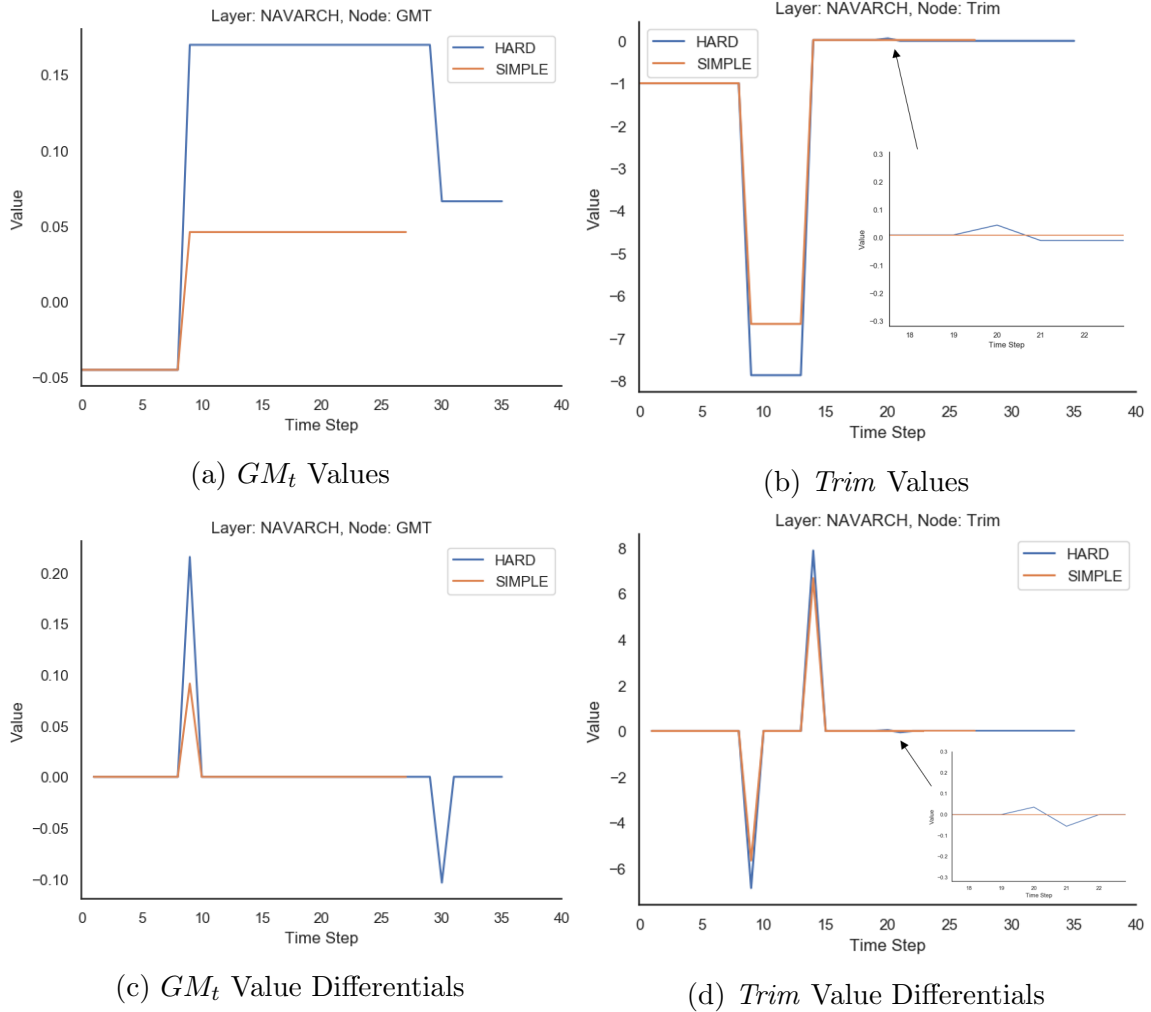 Layer: NAVARCH, Node: GMT
HARD
SIMPLE
0.15
0.10
0.05
0.00
−0.05
Value
0 5 10 15 20 25 30 35 40
Time Step
(a) GMt Values
Layer: NAVARCH, Node: Trim
HARD
SIMPLE
0
−1
−2
−3
−4
−5
−6
−7
−8
Value
0 5 10 15 20 25 30 35 40
Time Step
0.3
0.2
0.1
0.0
−0.1
−0.2
−0.3
Value
18 19 20 21 22
Time Step
(b) Trim Values
Layer: NAVARCH, Node: GMT
HARD
SIMPLE
0.20
0.15
0.10
0.05
0.00
−0.05
−0.10
Value
0 5 10 15 20 25 30 35 40
Time Step
(c) GMt Value Differentials
Layer: NAVARCH, Node: Trim
HARD
SIMPLE
8
6
4
2
0
−2
−4
−6
Value
0 5 10 15 20 25 30 35 40
Time Step
0.3
0.2
0.1
0.0
−0.1
−0.2
−0.3
Value
18 19 20 21 22
Time Step
(d) Trim Value Differentials